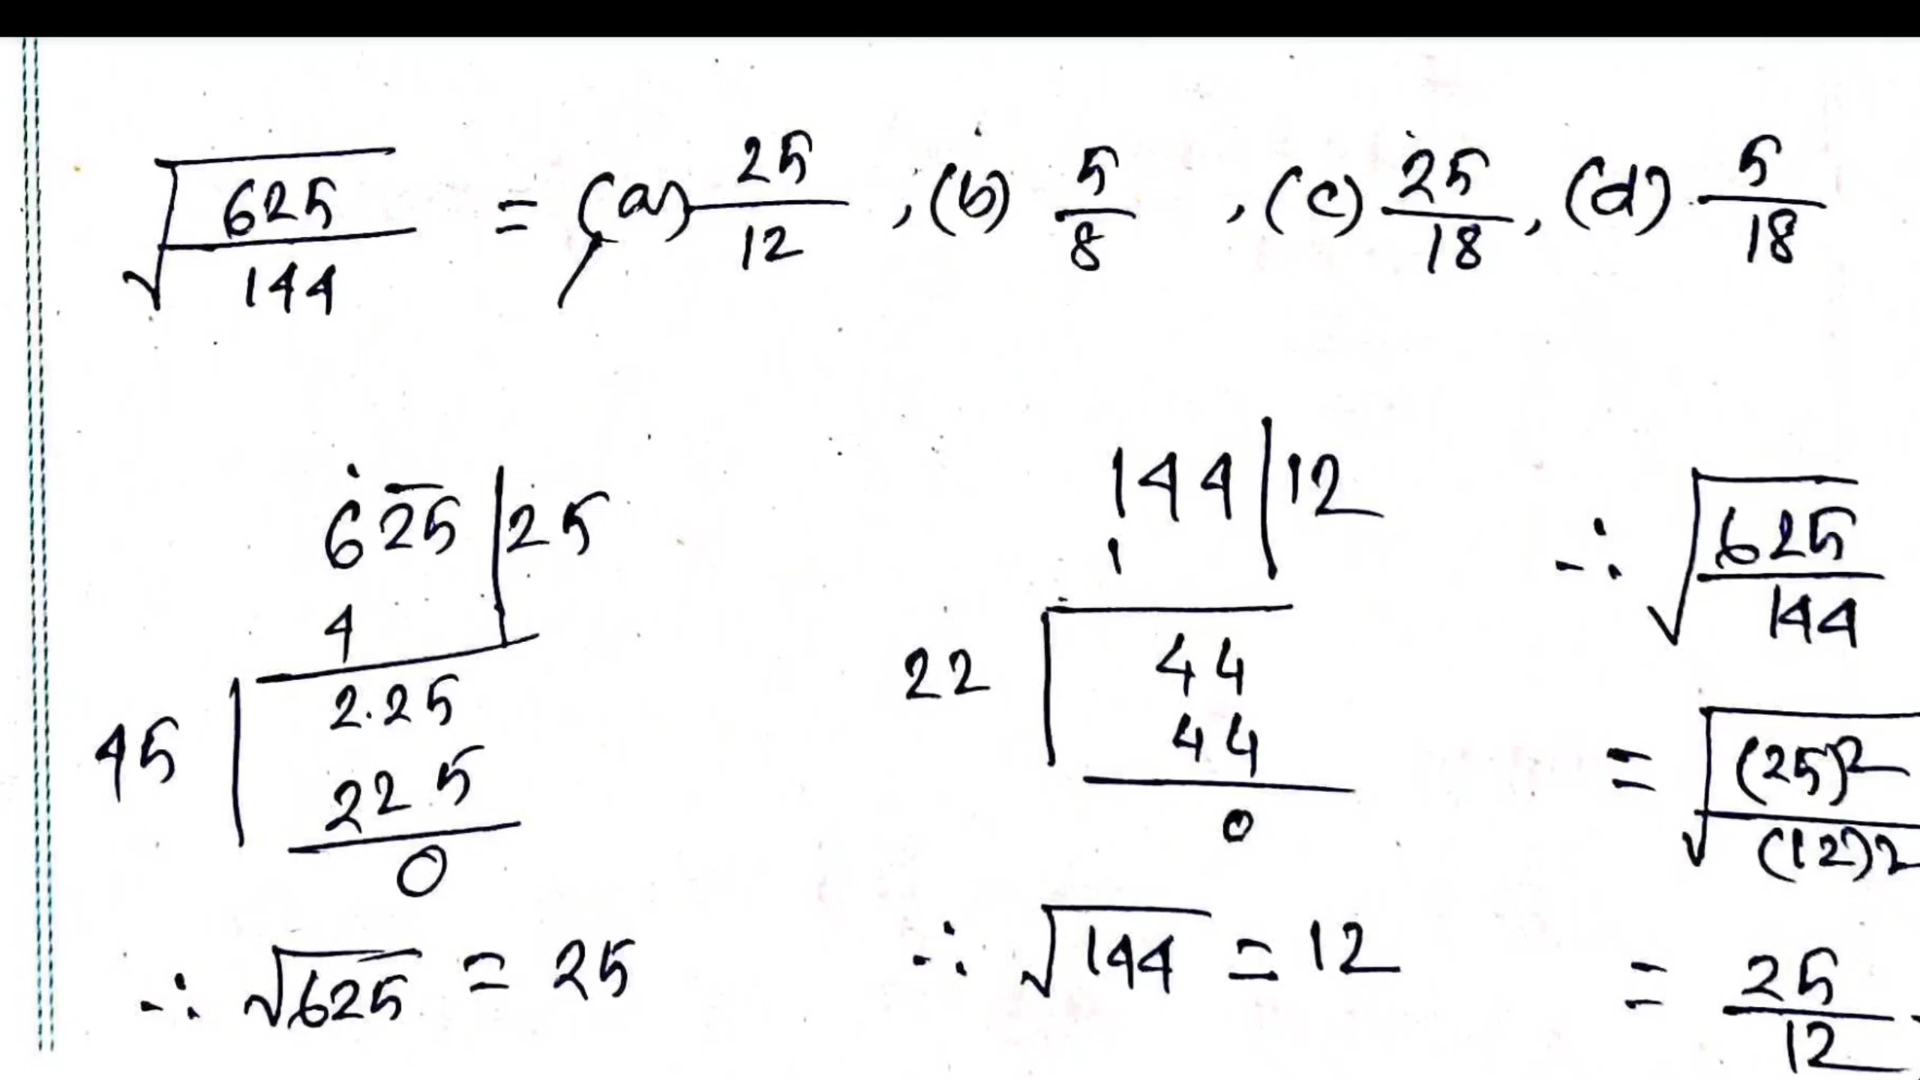 √(625/144) = (a) 25/12 , (b) 5/8 , (c) 25/18 , (d) 5/18
625 | 25
4
45 | 2.25
225
0
∴ √625 = 25
144 | 12
1
22 | 44
44
0
∴ √144 = 12
∴ √(625/144)
= √((25)²/(12)²)
= 25/12